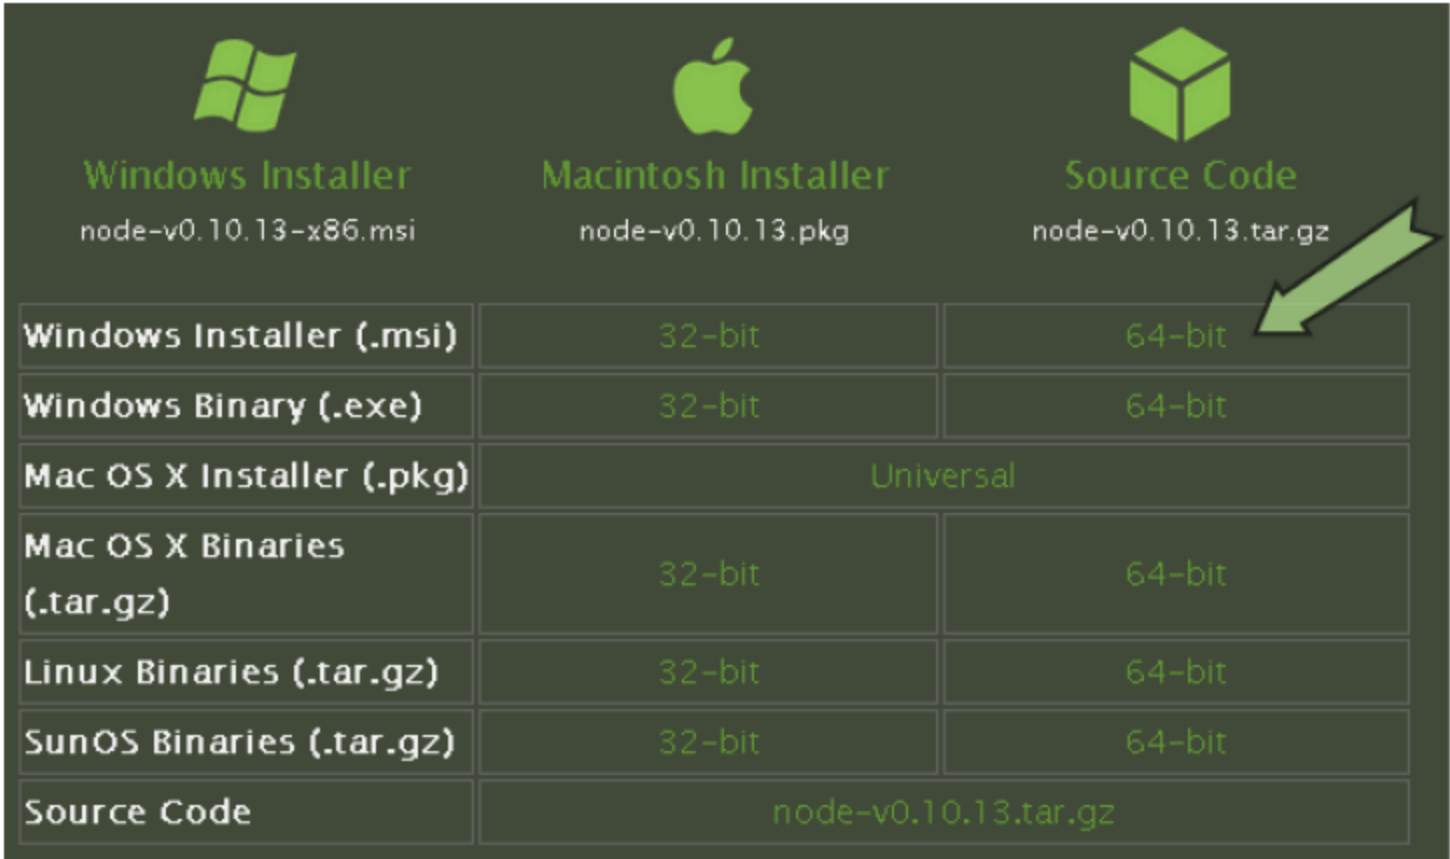 Windows Installer
Macintosh Installer
Source Code
node-v0.10.13-x86.msi
node-v0.10.13.pkg
node-v0.10.13.tar.gz
Windows Installer (.msi) 32-bit 64-bit
Windows Binary (.exe) 32-bit 64-bit
Mac OS X Installer (.pkg) Universal
Mac OS X Binaries
(.tar.gz) 32-bit 64-bit
Linux Binaries (.tar.gz) 32-bit 64-bit
SunOS Binaries (.tar.gz) 32-bit 64-bit
Source Code node-v0.10.13.tar.gz